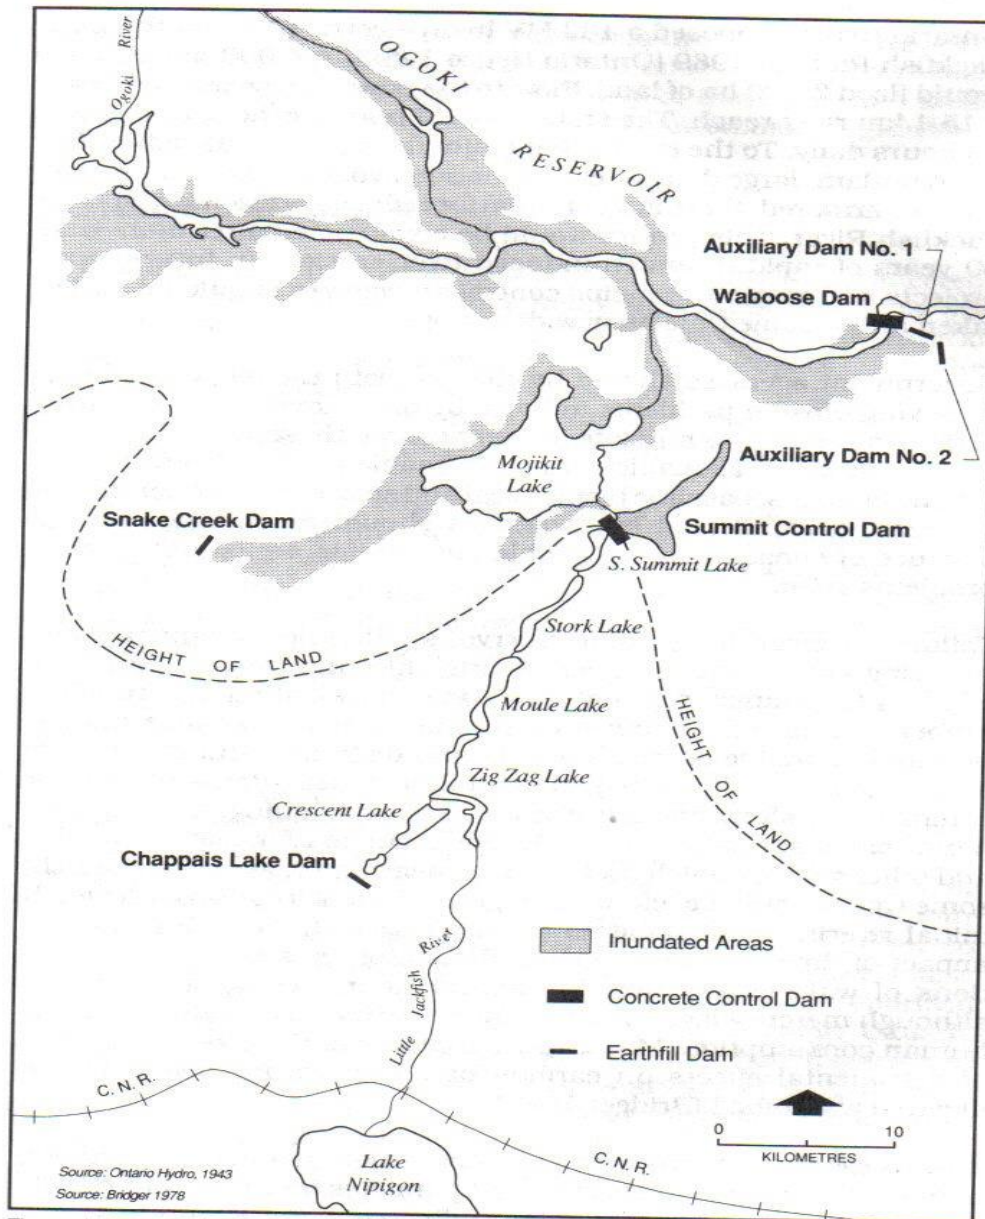 Ogoki River
OGOKI
RESERVOIR
Auxiliary Dam No. 1
Waboose Dam
Auxiliary Dam No. 2
Mojikit
Lake
Snake Creek Dam
Summit Control Dam
S. Summit Lake
HEIGHT OF LAND
Stork Lake
Moule Lake
HEIGHT OF LAND
Zig Zag Lake
Crescent Lake
Chappais Lake Dam
Little Jackfish River
Inundated Areas
Concrete Control Dam
Earthfill Dam
C.N.R.
0 10
KILOMETRES
C.N.R.
Lake
Nipigon
Source: Ontario Hydro, 1943
Source: Bridger 1978